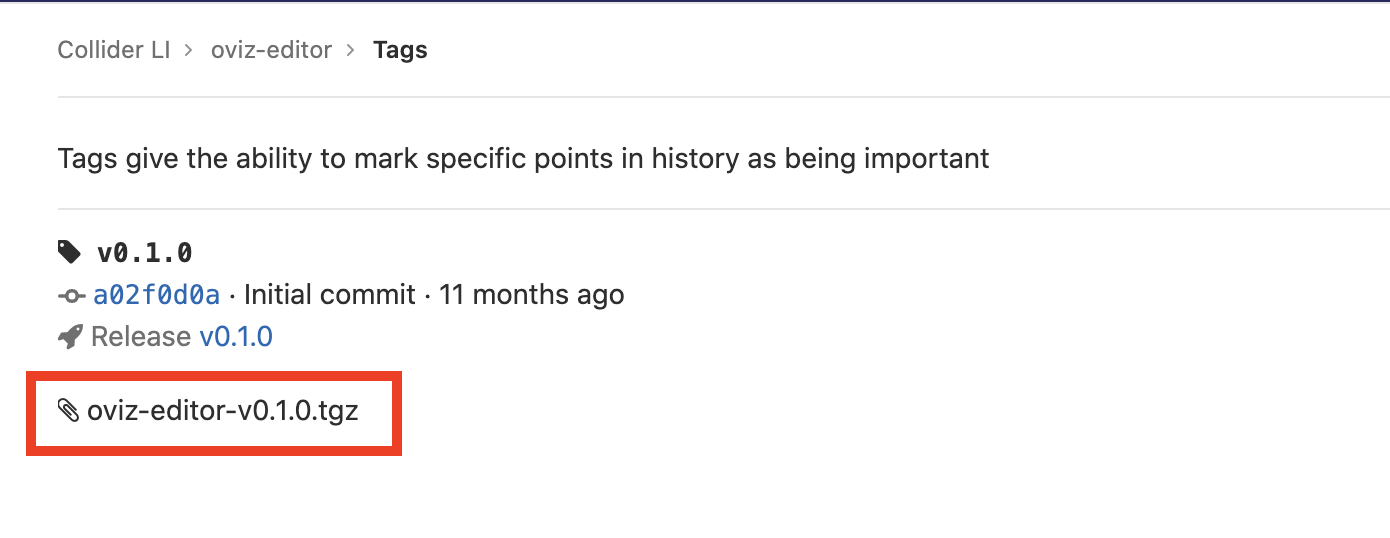 Collider LI > oviz-editor > Tags
Tags give the ability to mark specific points in history as being important
v0.1.0
a02f0d0a · Initial commit · 11 months ago
Release v0.1.0
oviz-editor-v0.1.0.tgz